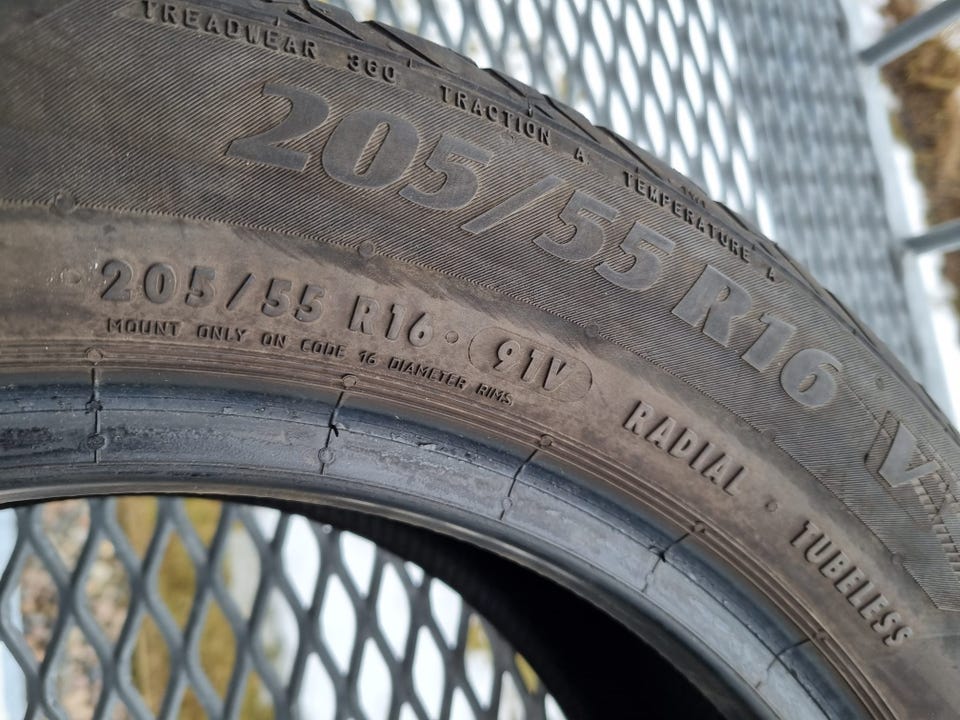 TREADWEAR 360 TRACTION A TEMPERATURE A
205/55 R16 V
205/55 R16 · 91V RADIAL · TUBELESS
MOUNT ONLY ON CODE 16 DIAMETER RIMS